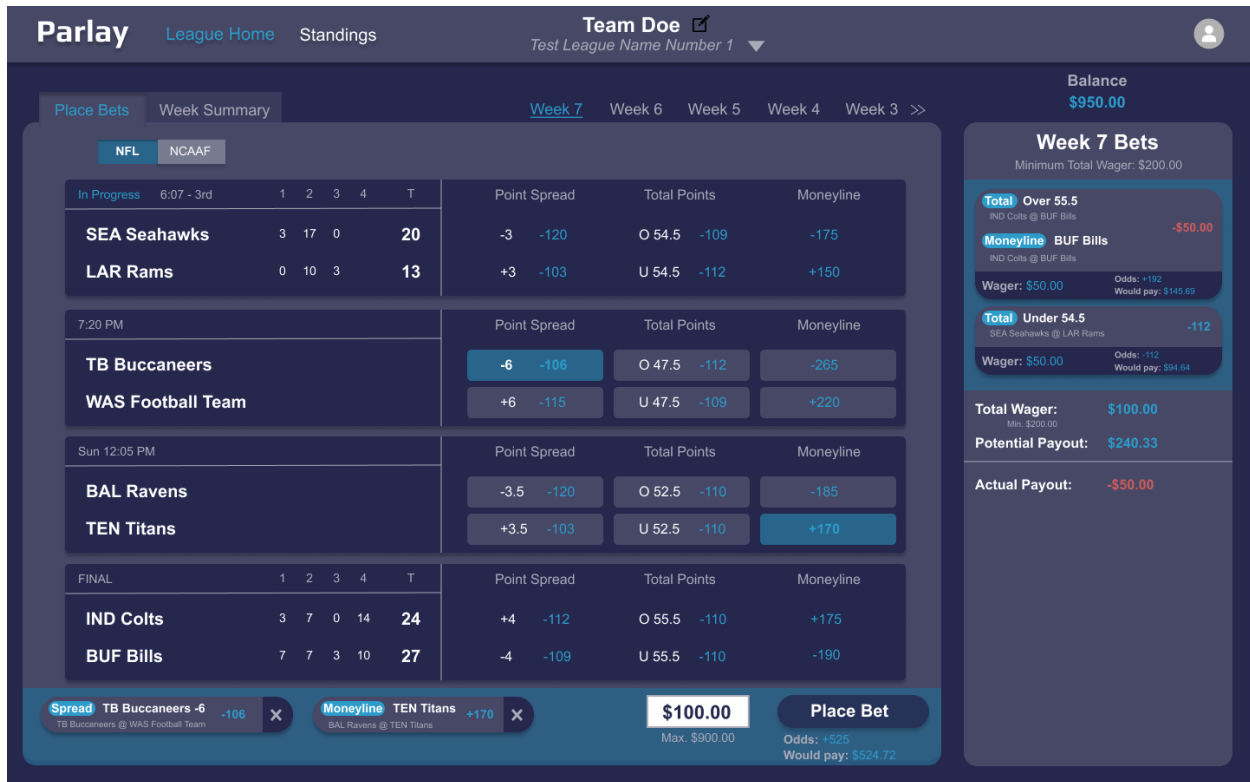 Parlay League Home Standings
Team Doe
Test League Name Number 1
Balance
$950.00
Place Bets Week Summary
Week 7 Week 6 Week 5 Week 4 Week 3 >>
NFL NCAAF
In Progress 6:07 - 3rd 1 2 3 4 T Point Spread Total Points Moneyline
SEA Seahawks 3 17 0 20 -3 -120 O 54.5 -109 -175
LAR Rams 0 10 3 13 +3 -103 U 54.5 -112 +150
7:20 PM Point Spread Total Points Moneyline
TB Buccaneers -6 -106 O 47.5 -112 -265
WAS Football Team +6 -115 U 47.5 -109 +220
Sun 12:05 PM Point Spread Total Points Moneyline
BAL Ravens -3.5 -120 O 52.5 -110 -185
TEN Titans +3.5 -103 U 52.5 -110 +170
FINAL 1 2 3 4 T Point Spread Total Points Moneyline
IND Colts 3 7 0 14 24 +4 -112 O 55.5 -110 +175
BUF Bills 7 7 3 10 27 -4 -109 U 55.5 -110 -190
Spread TB Buccaneers -6 -106 X
TB Buccaneers @ WAS Football Team
Moneyline TEN Titans +170 X
BAL Ravens @ TEN Titans
$100.00
Max. $900.00
Place Bet
Odds: +525
Would pay: $524.72
Week 7 Bets
Minimum Total Wager: $200.00
Total Over 55.5
IND Colts @ BUF Bills
-$50.00
Moneyline BUF Bills
IND Colts @ BUF Bills
Wager: $50.00
Odds: +192
Would pay: $145.69
Total Under 54.5
SEA Seahawks @ LAR Rams
-112
Wager: $50.00
Odds: -112
Would pay: $94.64
Total Wager: $100.00
Min. $200.00
Potential Payout: $240.33
Actual Payout: -$50.00